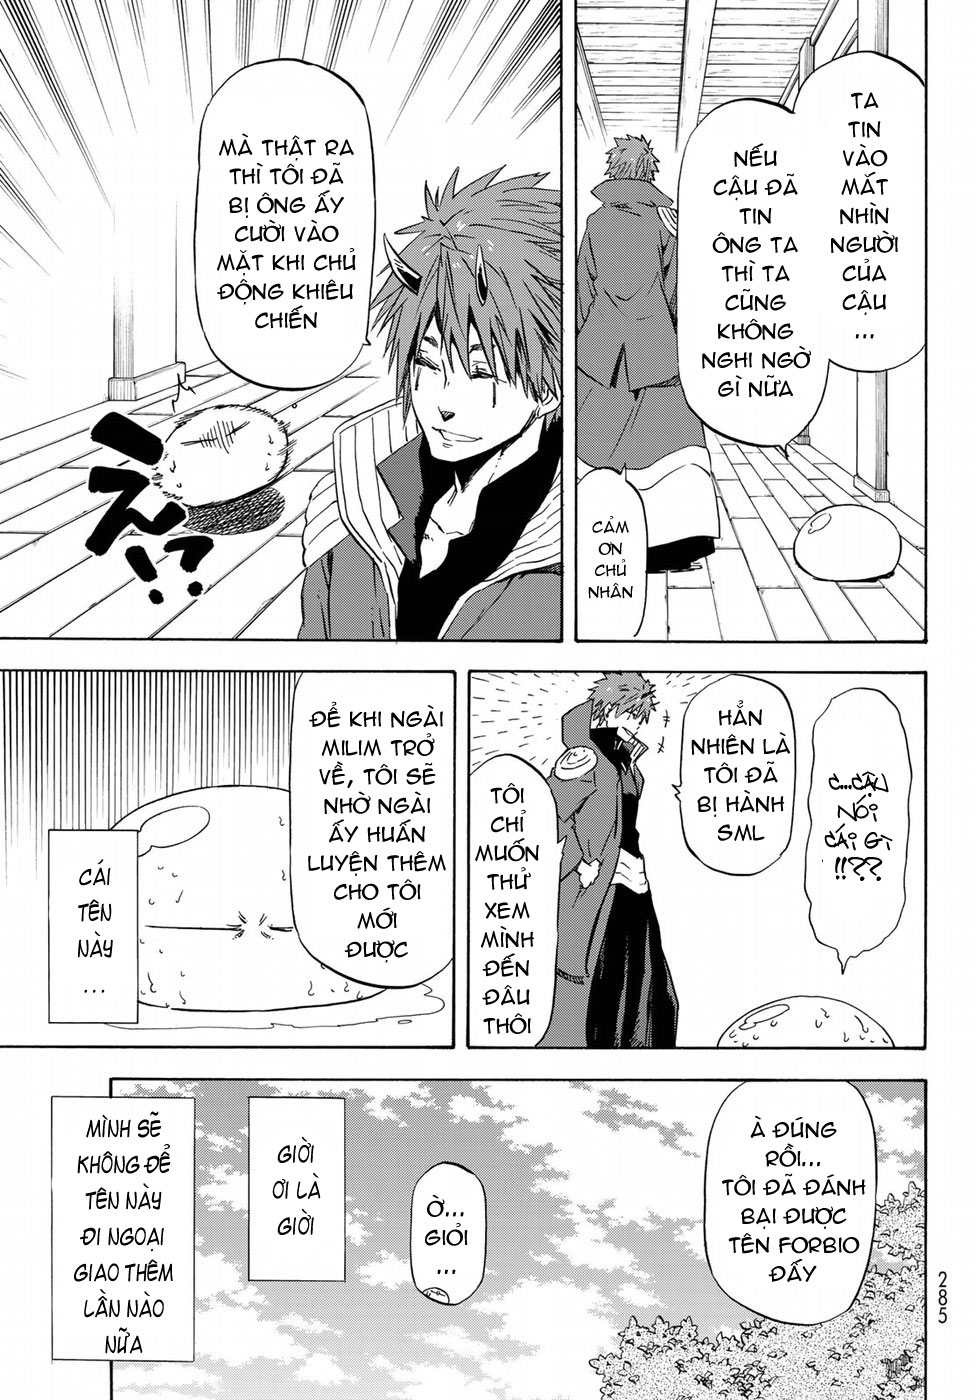 TA
TIN
VÀO
MẮT
NHÌN
NGƯỜI
CỦA
CẬU
...
NẾU
CẬU ĐÃ
TIN
ÔNG TA
THÌ TA
CŨNG
KHÔNG
NGHI NGỜ
GÌ NỮA
CẢM
ƠN
CHỦ
NHÂN
MÀ THẬT RA
THÌ TÔI ĐÃ
BỊ ÔNG ẤY
CƯỜI VÀO
MẶT KHI CHỦ
ĐỘNG KHIÊU
CHIẾN
えぇ!?
C...CẬU
NÓI
CÁI GÌ
!!??
HẲN
NHIÊN LÀ
TÔI ĐÃ
BỊ HÀNH
SML
TÔI
CHỈ
MUỐN
THỬ
XEM
MÌNH
ĐẾN
ĐÂU
THÔI
ĐỂ KHI NGÀI
MILIM TRỞ
VỀ, TÔI SẼ
NHỜ NGÀI
ẤY HUẤN
LUYỆN THÊM
CHO TÔI
MỚI
ĐƯỢC
CÁI
TÊN
NÀY
...
À ĐÚNG
RỒI...
TÔI ĐÃ ĐÁNH
BẠI ĐƯỢC
TÊN FORBIO
ĐẤY
Ờ...
GIỎI
...
GIỜI
ƠI LÀ
GIỜI
MÌNH SẼ
KHÔNG ĐỂ
TÊN NÀY
ĐI NGOẠI
GIAO THÊM
LẦN NÀO
NỮA
285